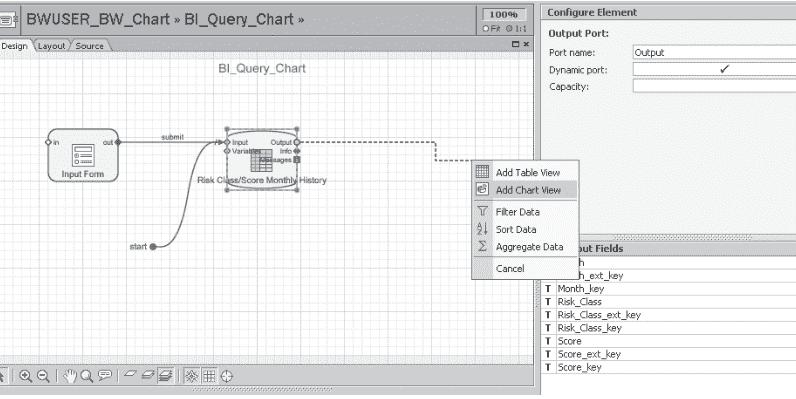 BWUSER_BW_Chart » BI_Query_Chart »
100%
Fit 1:1
Design Layout Source
BI_Query_Chart
in out
Input Form
submit
start
Input Output
Variables Info
Messages
Risk Class/Score Monthly History
Add Table View
Add Chart View
Filter Data
Sort Data
Aggregate Data
Cancel
Configure Element
Output Port:
Port name: Output
Dynamic port: ✓
Capacity:
Fields
T Month_key
T Risk_Class
T Risk_Class_ext_key
T Risk_Class_key
T Score
T Score_ext_key
T Score_key